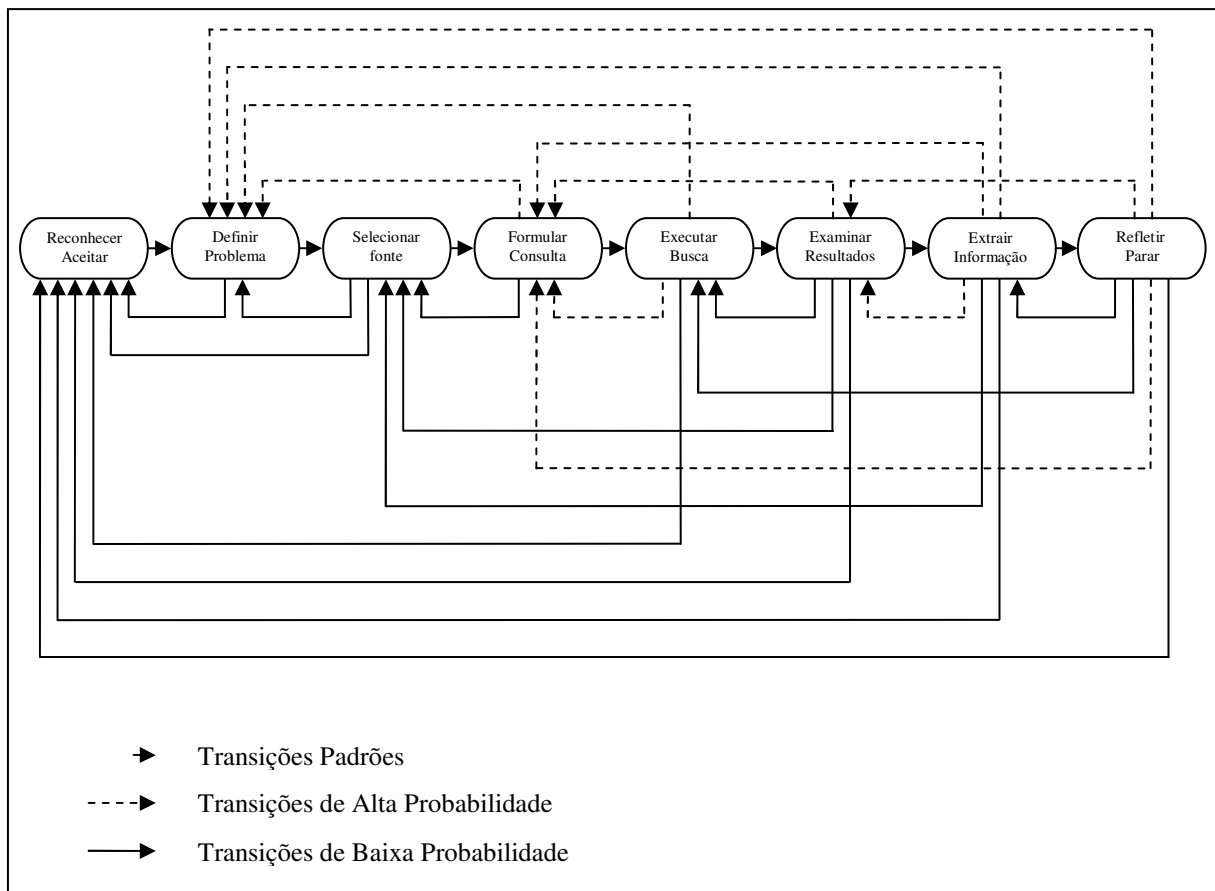 Reconhecer
Aceitar
Definir
Problema
Selecionar
fonte
Formular
Consulta
Executar
Busca
Examinar
Resultados
Extrair
Informação
Refletir
Parar
Transições Padrões
Transições de Alta Probabilidade
Transições de Baixa Probabilidade